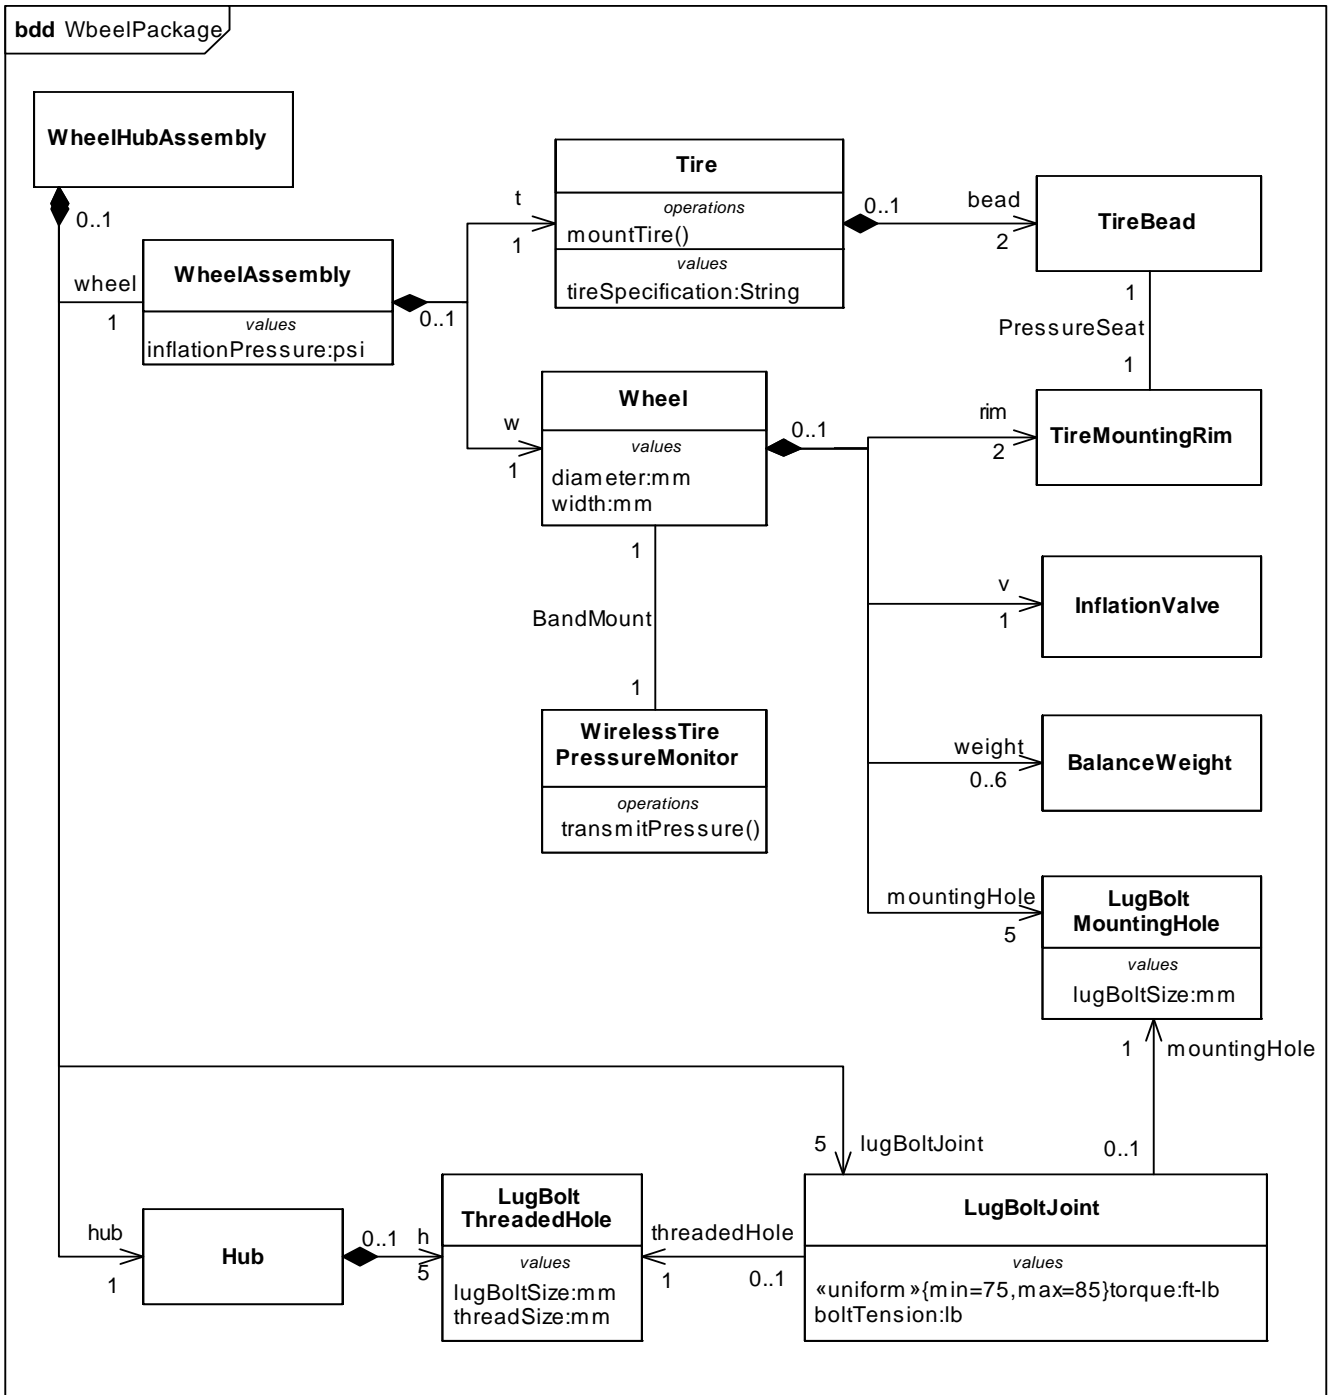 bdd WbeelPackage
WheelHubAssembly
0..1
wheel
1
WheelAssembly
values
inflationPressure:psi
0..1
t
1
Tire
operations
mountTire()
values
tireSpecification:String
0..1
bead
2
TireBead
1
PressureSeat
1
w
1
Wheel
values
diameter:mm
width:mm
0..1
rim
2
TireMountingRim
1
BandMount
1
v
1
InflationValve
WirelessTire
PressureMonitor
operations
transmitPressure()
weight
0..6
BalanceWeight
mountingHole
5
LugBolt
MountingHole
values
lugBoltSize:mm
1
mountingHole
0..1
5
lugBoltJoint
hub
1
Hub
0..1
h
5
LugBolt
ThreadedHole
values
lugBoltSize:mm
threadSize:mm
threadedHole
1
0..1
LugBoltJoint
values
«uniform»{min=75,max=85}torque:ft-lb
boltTension:lb